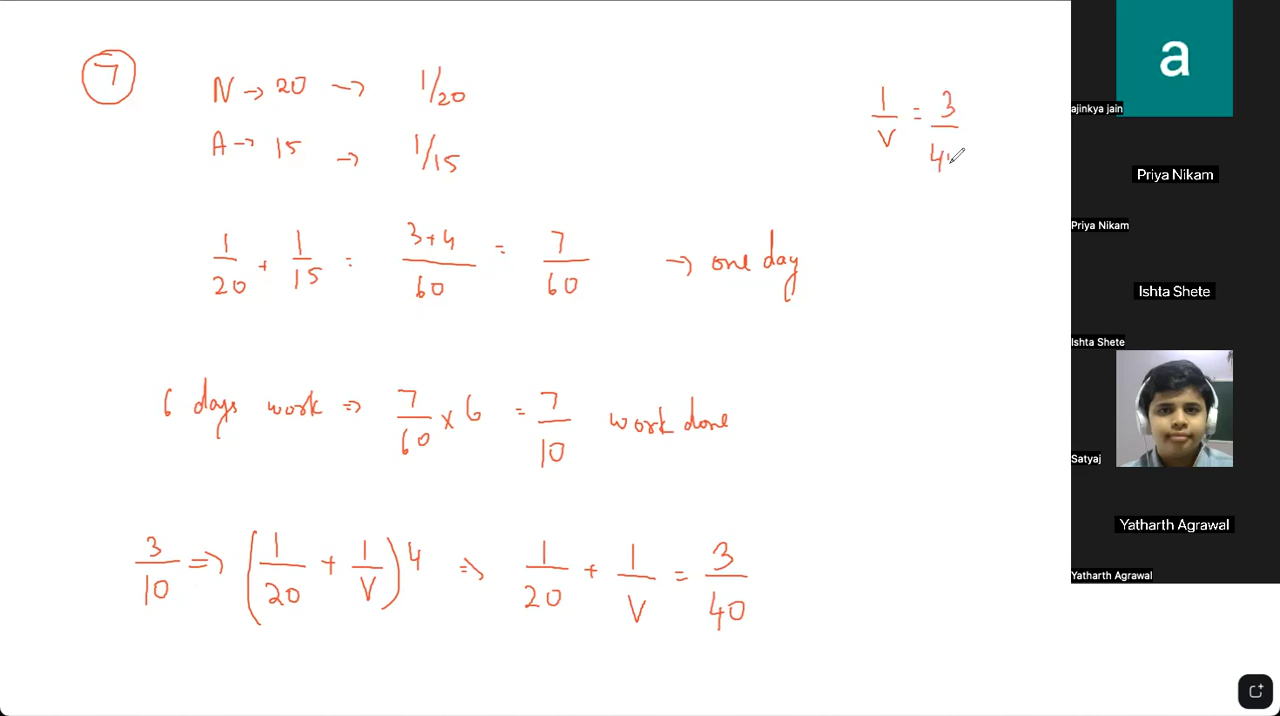 7
N → 20 → 1/20
A → 15 → 1/15
1/V = 3/4
1/20 + 1/15 = 3+4/60 = 7/60 → one day
6 days work ⇒ 7/60 × 6 = 7/10 work done
3/10 ⇒ (1/20 + 1/V) 4 ⇒ 1/20 + 1/V = 3/40
a
ajinkya jain
Priya Nikam
Priya Nikam
Ishta Shete
Ishta Shete
Satyaj
Yatharth Agrawal
Yatharth Agrawal